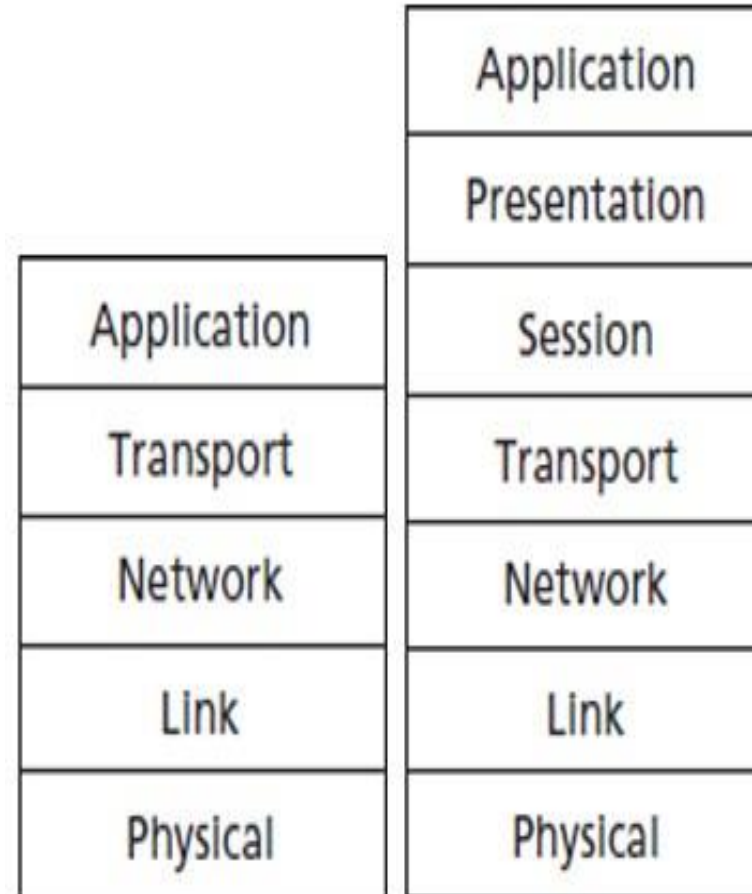 Application
Transport
Network
Link
Physical
Application
Presentation
Session
Transport
Network
Link
Physical